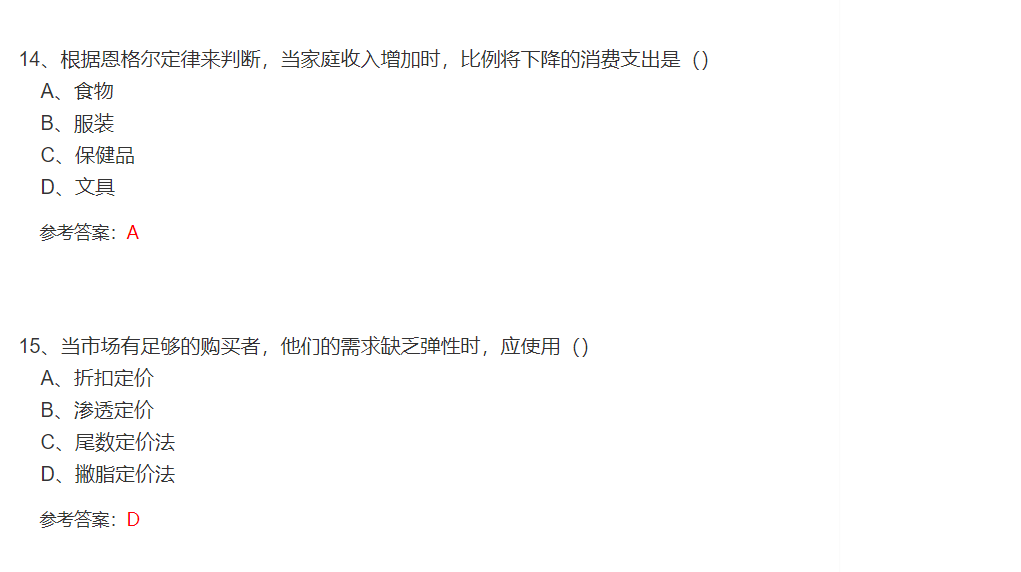 14、根据恩格尔定律来判断，当家庭收入增加时，比例将下降的消费支出是（）
A、食物
B、服装
C、保健品
D、文具
参考答案：A
15、当市场有足够的购买者，他们的需求缺乏弹性时，应使用（）
A、折扣定价
B、渗透定价
C、尾数定价法
D、撇脂定价法
参考答案：D